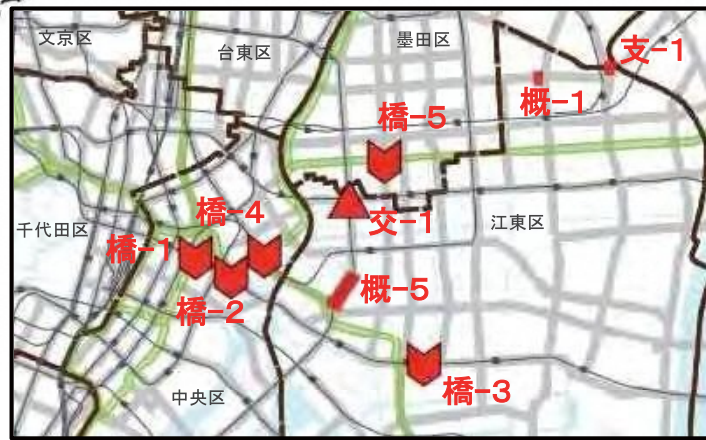 文京区
台東区
墨田区
支-1
概-1
橋-5
橋-4
交-1
江東区
千代田区
橋-1
概-5
橋-2
橋-3
中央区